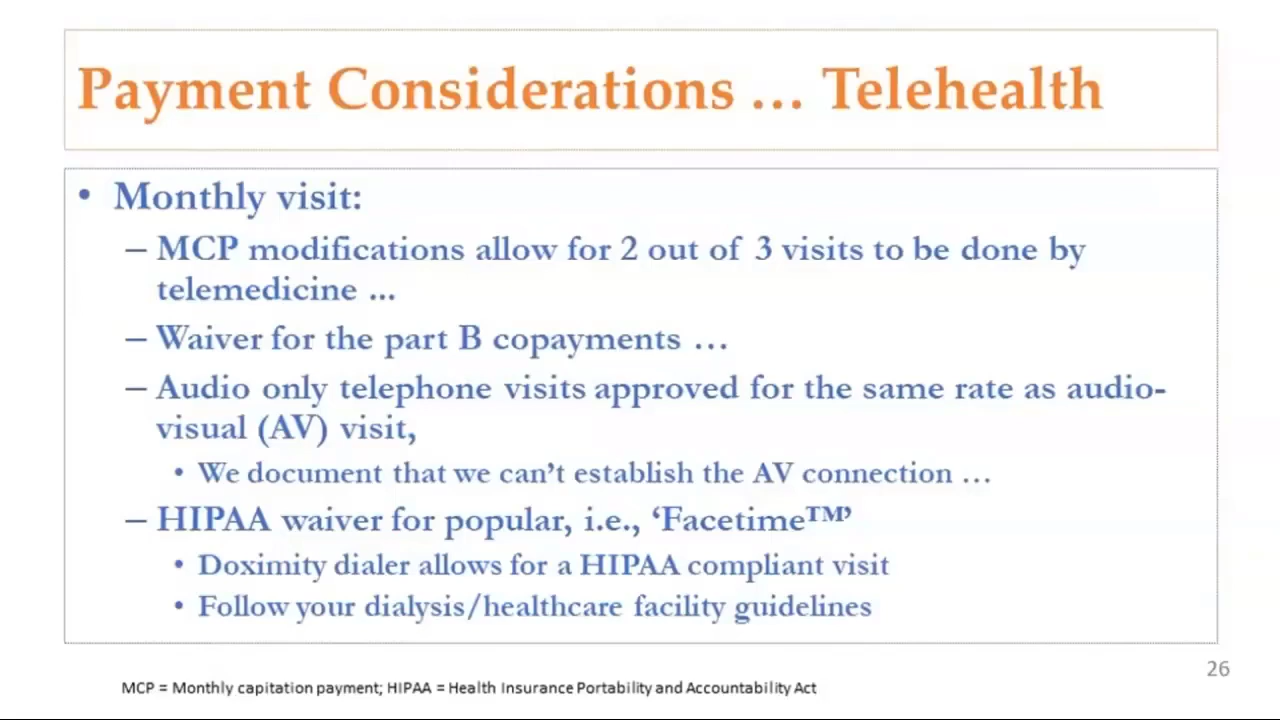 Payment Considerations … Telehealth
• Monthly visit:
– MCP modifications allow for 2 out of 3 visits to be done by
telemedicine ...
– Waiver for the part B copayments …
– Audio only telephone visits approved for the same rate as audio-
visual (AV) visit,
• We document that we can’t establish the AV connection …
– HIPAA waiver for popular, i.e., ‘Facetime™’
• Doximity dialer allows for a HIPAA compliant visit
• Follow your dialysis/healthcare facility guidelines
26
MCP = Monthly capitation payment; HIPAA = Health Insurance Portability and Accountability Act